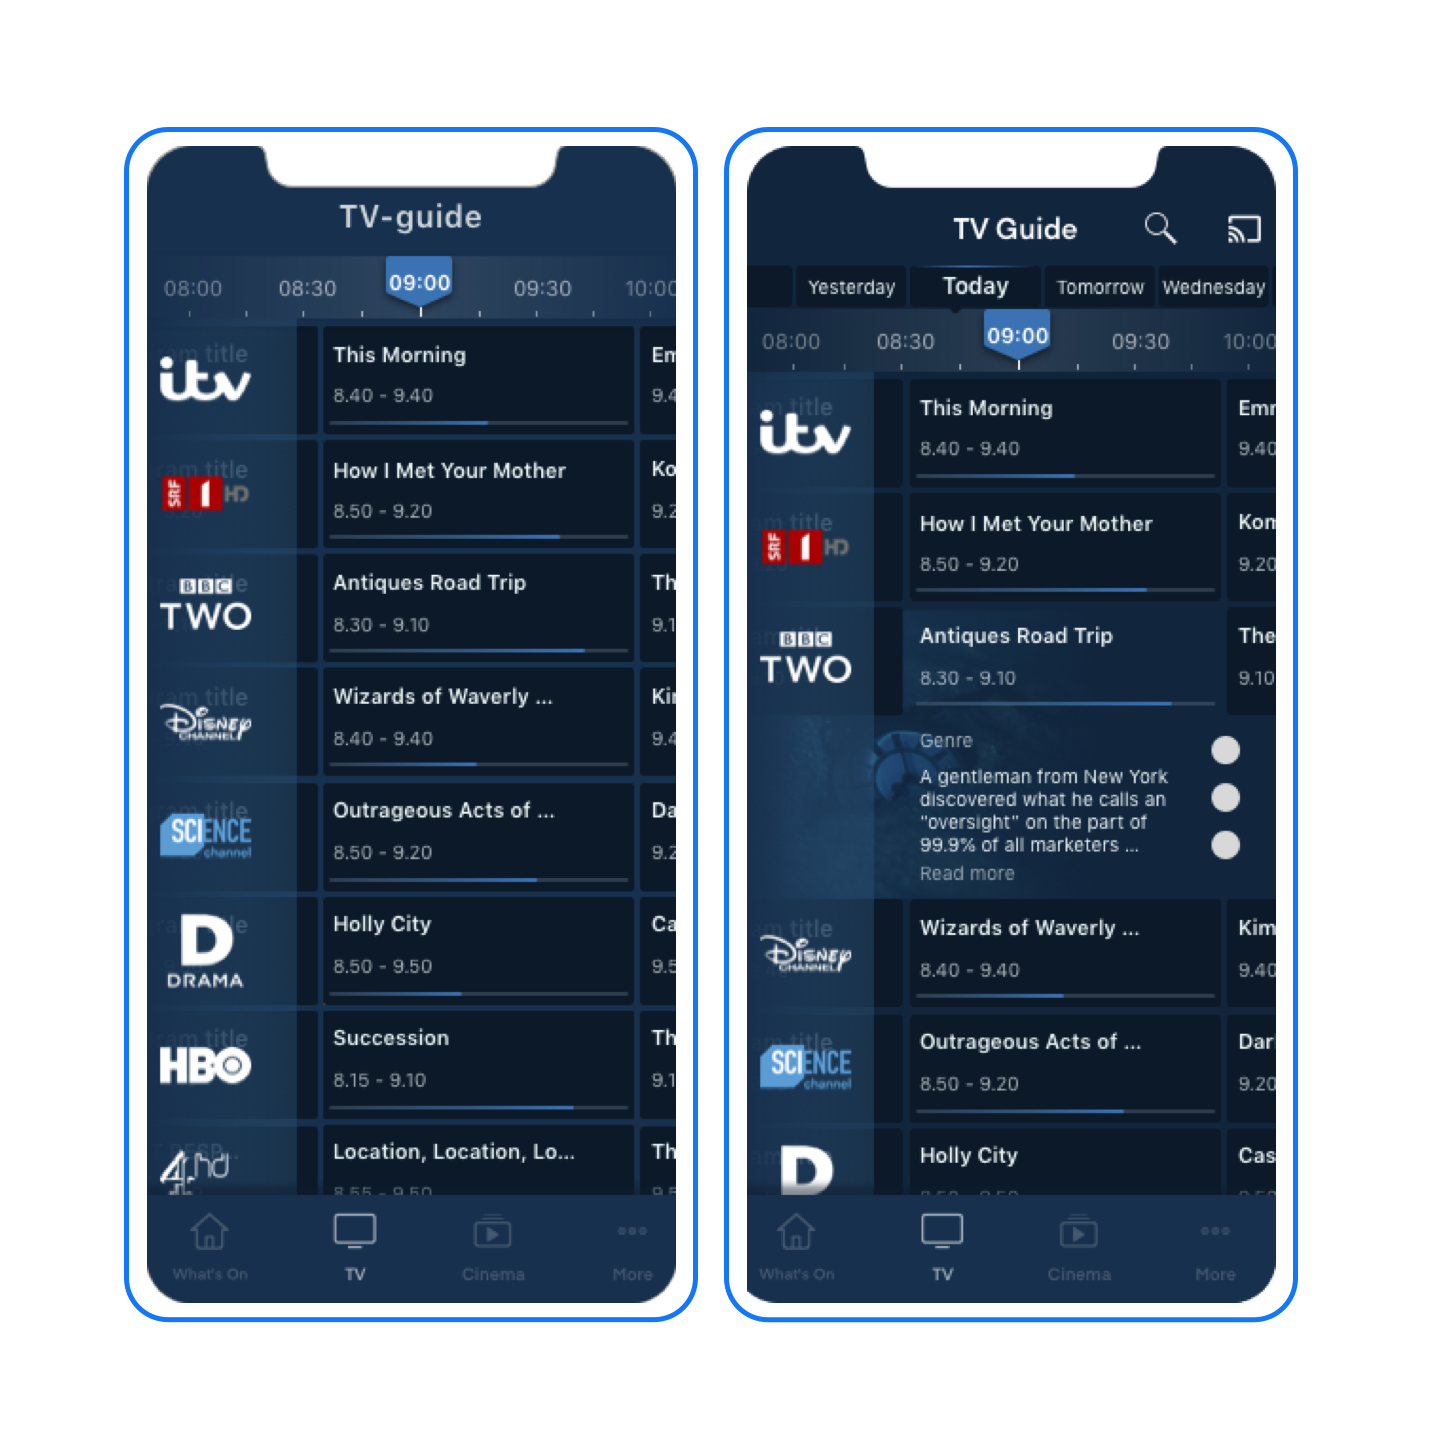 TV-guide
08:00 08:30 09:00 09:30 10:00
itv
This Morning
8.40 - 9.40
Em
9.4
SRF 1 HD
How I Met Your Mother
8.50 - 9.20
Ko
9.2
BBC
TWO
Antiques Road Trip
8.30 - 9.10
Th
9.1
Disney
CHANNEL
Wizards of Waverly ...
8.40 - 9.40
Ki
9.4
SCIENCE
channel
Outrageous Acts of ...
8.50 - 9.20
Da
9.2
D
DRAMA
Holly City
8.50 - 9.50
Ca
9.5
HBO
Succession
8.15 - 9.10
Th
9.1
4hd
Location, Location, Lo...
8.55 - 9.50
Th
What's On TV Cinema More
TV Guide
Yesterday Today Tomorrow Wednesday
08:00 08:30 09:00 09:30 10:00
itv
This Morning
8.40 - 9.40
Emr
9.40
SRF 1 HD
How I Met Your Mother
8.50 - 9.20
Kom
9.20
BBC
TWO
Antiques Road Trip
8.30 - 9.10
The
9.10
Genre
A gentleman from New York
discovered what he calls an
"oversight" on the part of
99.9% of all marketers ...
Read more
Disney
CHANNEL
Wizards of Waverly ...
8.40 - 9.40
Kim
9.40
SCIENCE
channel
Outrageous Acts of ...
8.50 - 9.20
Dar
9.20
D
Holly City
8.50 - 9.50
Cas
What's On TV Cinema More